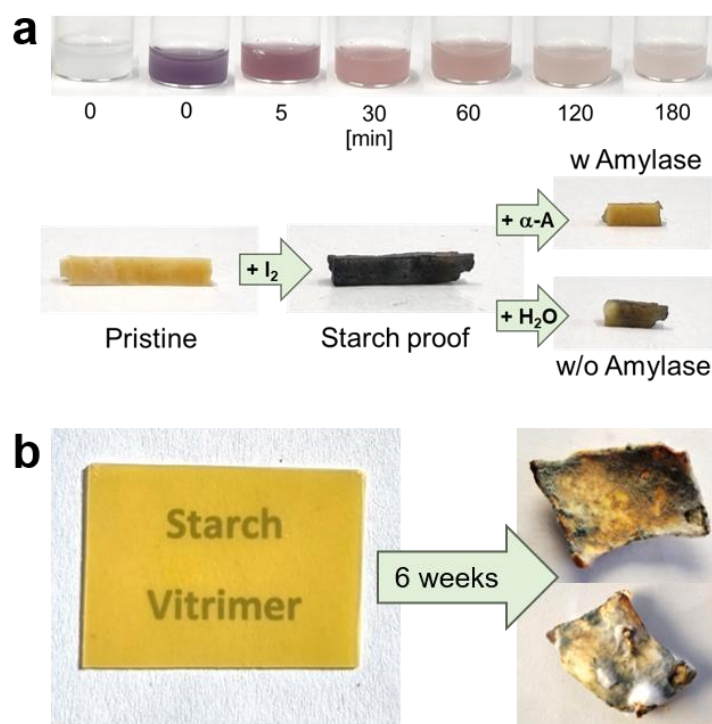 a
0 0 5 30 60 120 180
[min]
w Amylase
+ α-A
+ I₂
+ H₂O
Pristine
Starch proof
w/o Amylase
b
Starch
Vitrimer
6 weeks